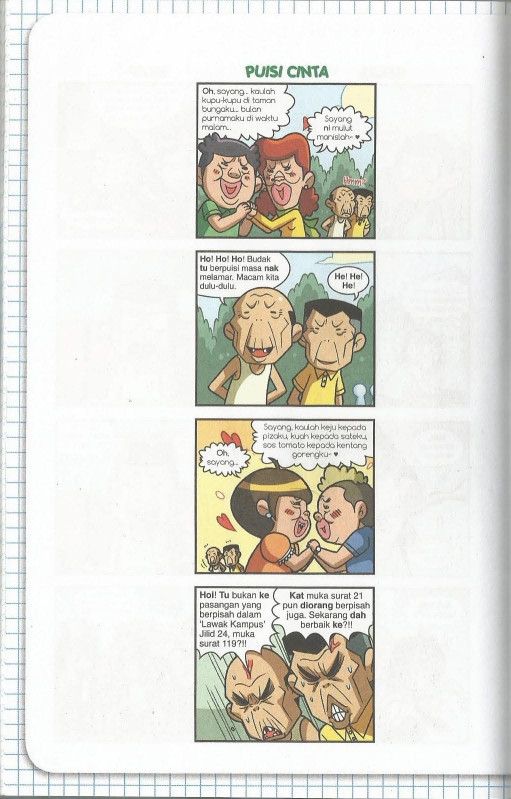 PUISI CINTA
Oh, sayang... kaulah
kupu-kupu di taman
bungaku... bulan
purnamaku di waktu
malam...
Sayang
ni mulut
manislah~ ♥
Hmm!
Ho! Ho! Ho! Budak
tu berpuisi masa nak
melamar. Macam kita
dulu-dulu.
He! He!
He!
Oh,
sayang...
Sayang, kaulah keju kepada
pizaku, kuah kepada sateku,
sos tomato kepada kentang
gorengku~ ♥
Hoi! Tu bukan ke
pasangan yang
berpisah dalam
'Lawak Kampus'
Jilid 24, muka
surat 119?!!
Kat muka surat 21
pun diorang berpisah
juga. Sekarang dah
berbaik ke?!!